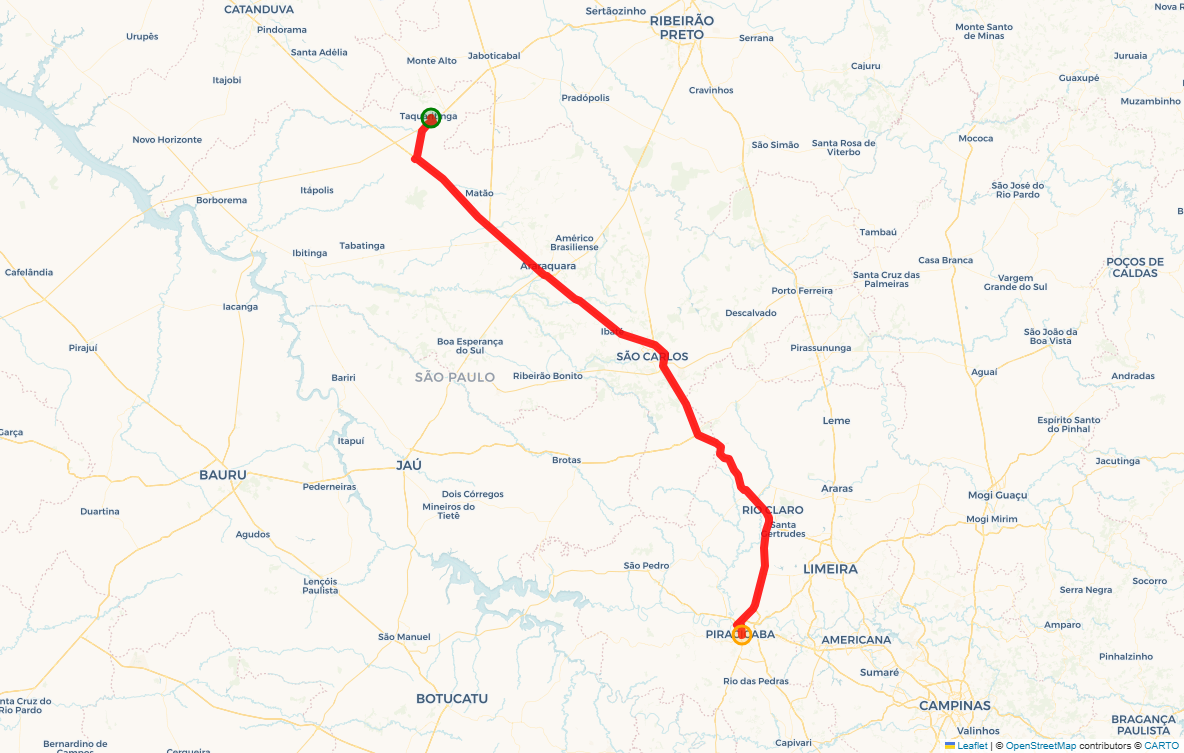 CATANDUVA
Sertãozinho
Nova R
RIBEIRÃO
PRETO
Pindorama
Urupês
Monte Santo
de Minas
Serrana
Santa Adélia
Jaboticabal
Monte Alto
Juruaia
Cajuru
Guaxupé
Itajobi
Cravinhos
Pradópolis
Muzambinho
Novo Horizonte
Mococa
São Simão
Santa Rosa de
Viterbo
Itápolis
Matão
São José do
Rio Pardo
Borborema
Tambaú
Américo
Brasiliense
Tabatinga
Ibitinga
Casa Branca
POÇOS DE
CALDAS
Cafelândia
Araraquara
Santa Cruz das
Palmeiras
Vargem
Grande do Sul
Porto Ferreira
Iacanga
Descalvado
São João da
Boa Vista
Boa Esperança
do Sul
Pirajuí
Pirassununga
SÃO CARLOS
Aguaí
Andradas
Bariri
SÃO PAULO
Ribeirão Bonito
Leme
Espírito Santo
do Pinhal
Garça
Itapuí
Brotas
Jacutinga
JAÚ
BAURU
Pederneiras
Araras
Dois Córregos
Mogi Guaçu
Mineiros do
Tietê
Duartina
RIO CLARO
Mogi Mirim
Santa
Gertrudes
Agudos
São Pedro
LIMEIRA
Lençóis
Paulista
Socorro
Serra Negra
Amparo
São Manuel
PIRACICABA
AMERICANA
Pinhalzinho
Sumaré
Rio das Pedras
BOTUCATU
CAMPINAS
nta Cruz do
Rio Pardo
BRAGANÇA
PAULISTA
Valinhos
Capivari
Bernardino de
Campos
Cerqueira
Leaflet | © OpenStreetMap contributors © CARTO